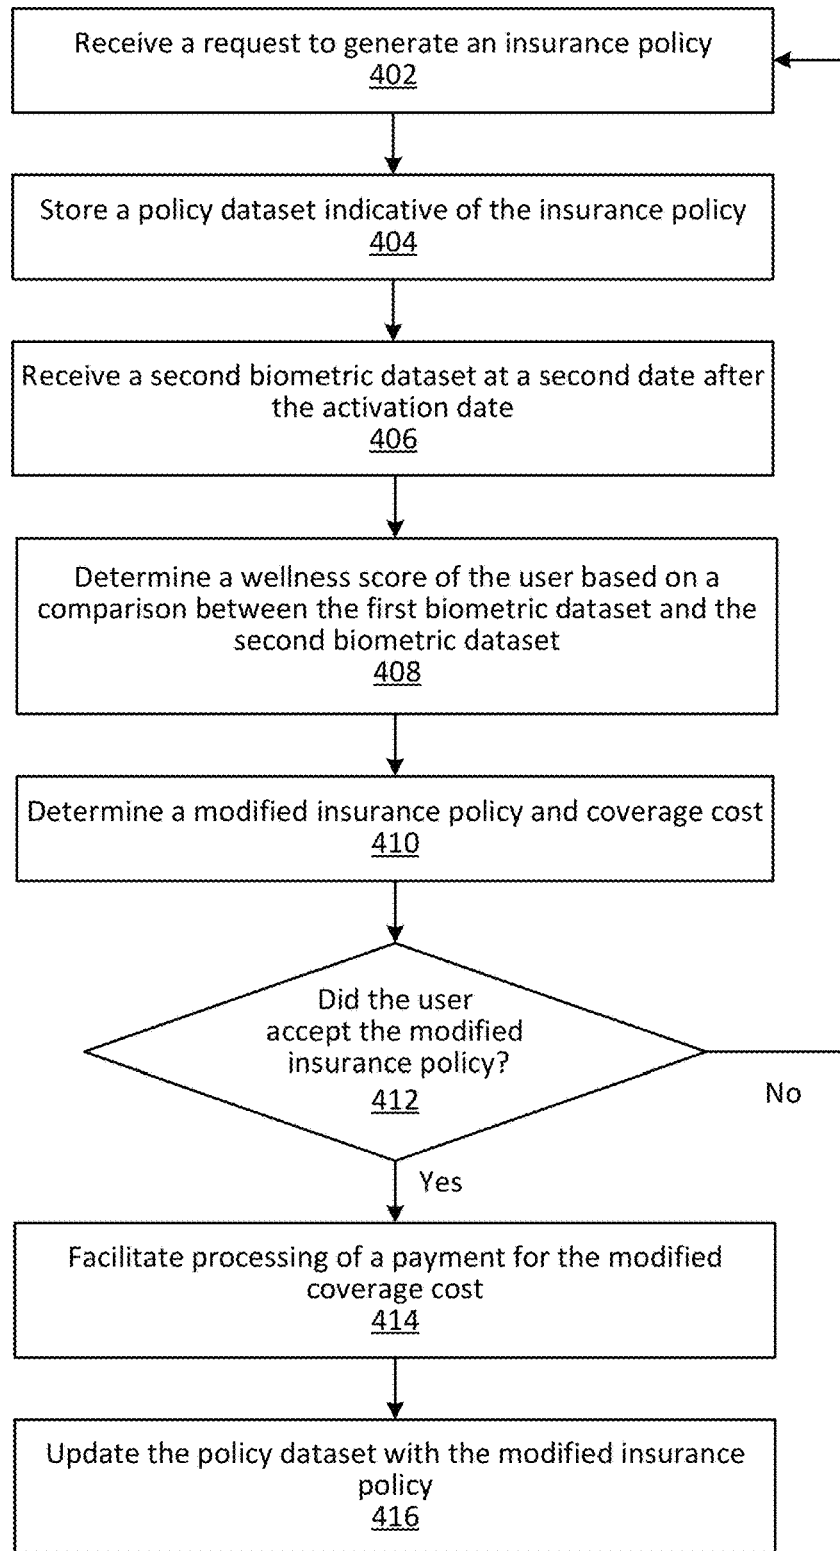 Receive a request to generate an insurance policy
402
Store a policy dataset indicative of the insurance policy
404
Receive a second biometric dataset at a second date after
the activation date
406
Determine a wellness score of the user based on a
comparison between the first biometric dataset and the
second biometric dataset
408
Determine a modified insurance policy and coverage cost
410
Did the user
accept the modified
insurance policy?
412
No
Yes
Facilitate processing of a payment for the modified
coverage cost
414
Update the policy dataset with the modified insurance
policy
416